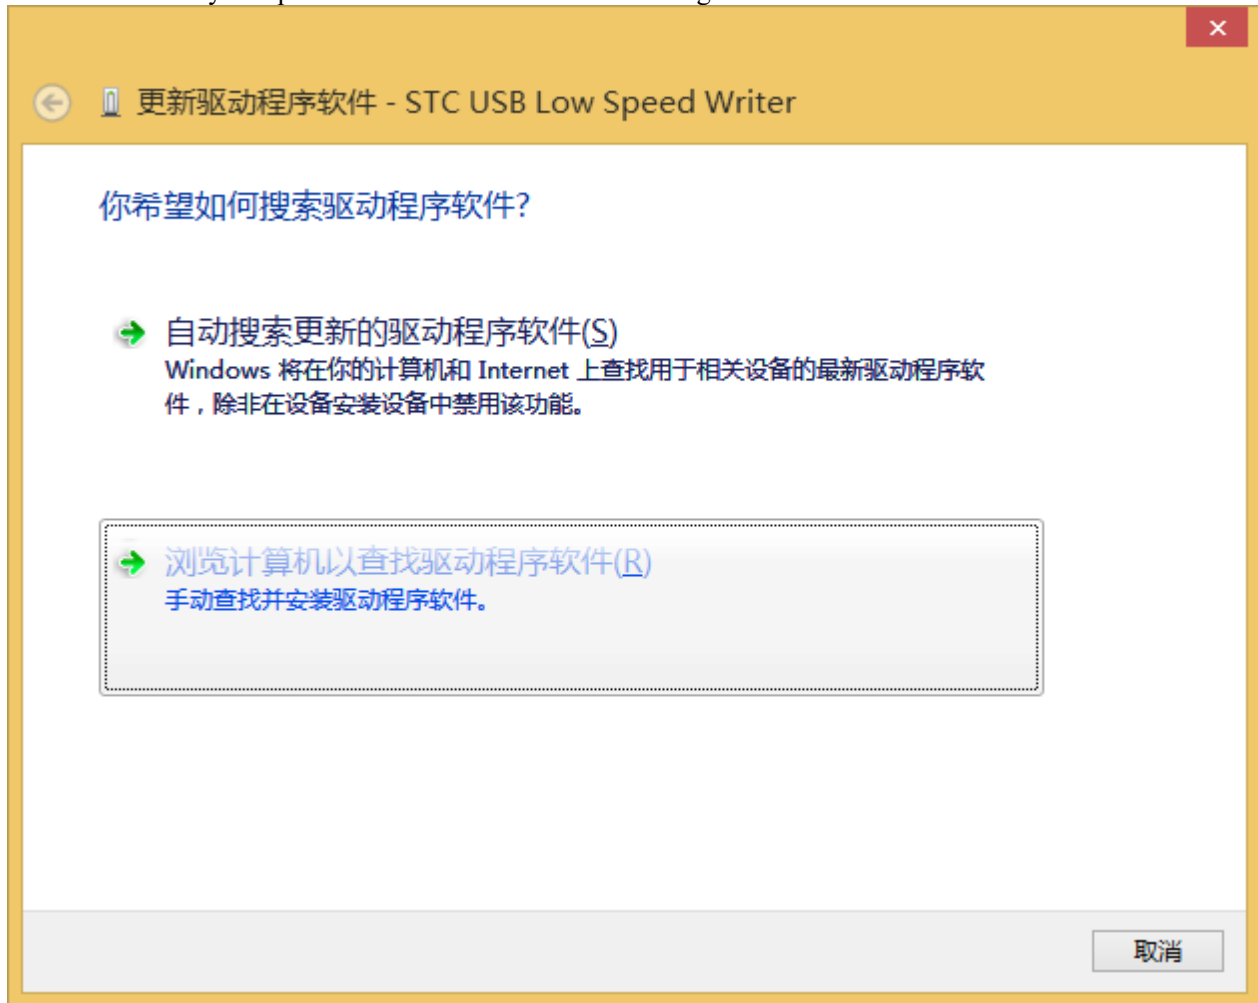 更新驱动程序软件 - STC USB Low Speed Writer
你希望如何搜索驱动程序软件?
自动搜索更新的驱动程序软件(S)
Windows 将在你的计算机和 Internet 上查找用于相关设备的最新驱动程序软
件，除非在设备安装设备中禁用该功能。
浏览计算机以查找驱动程序软件(R)
手动查找并安装驱动程序软件。
取消